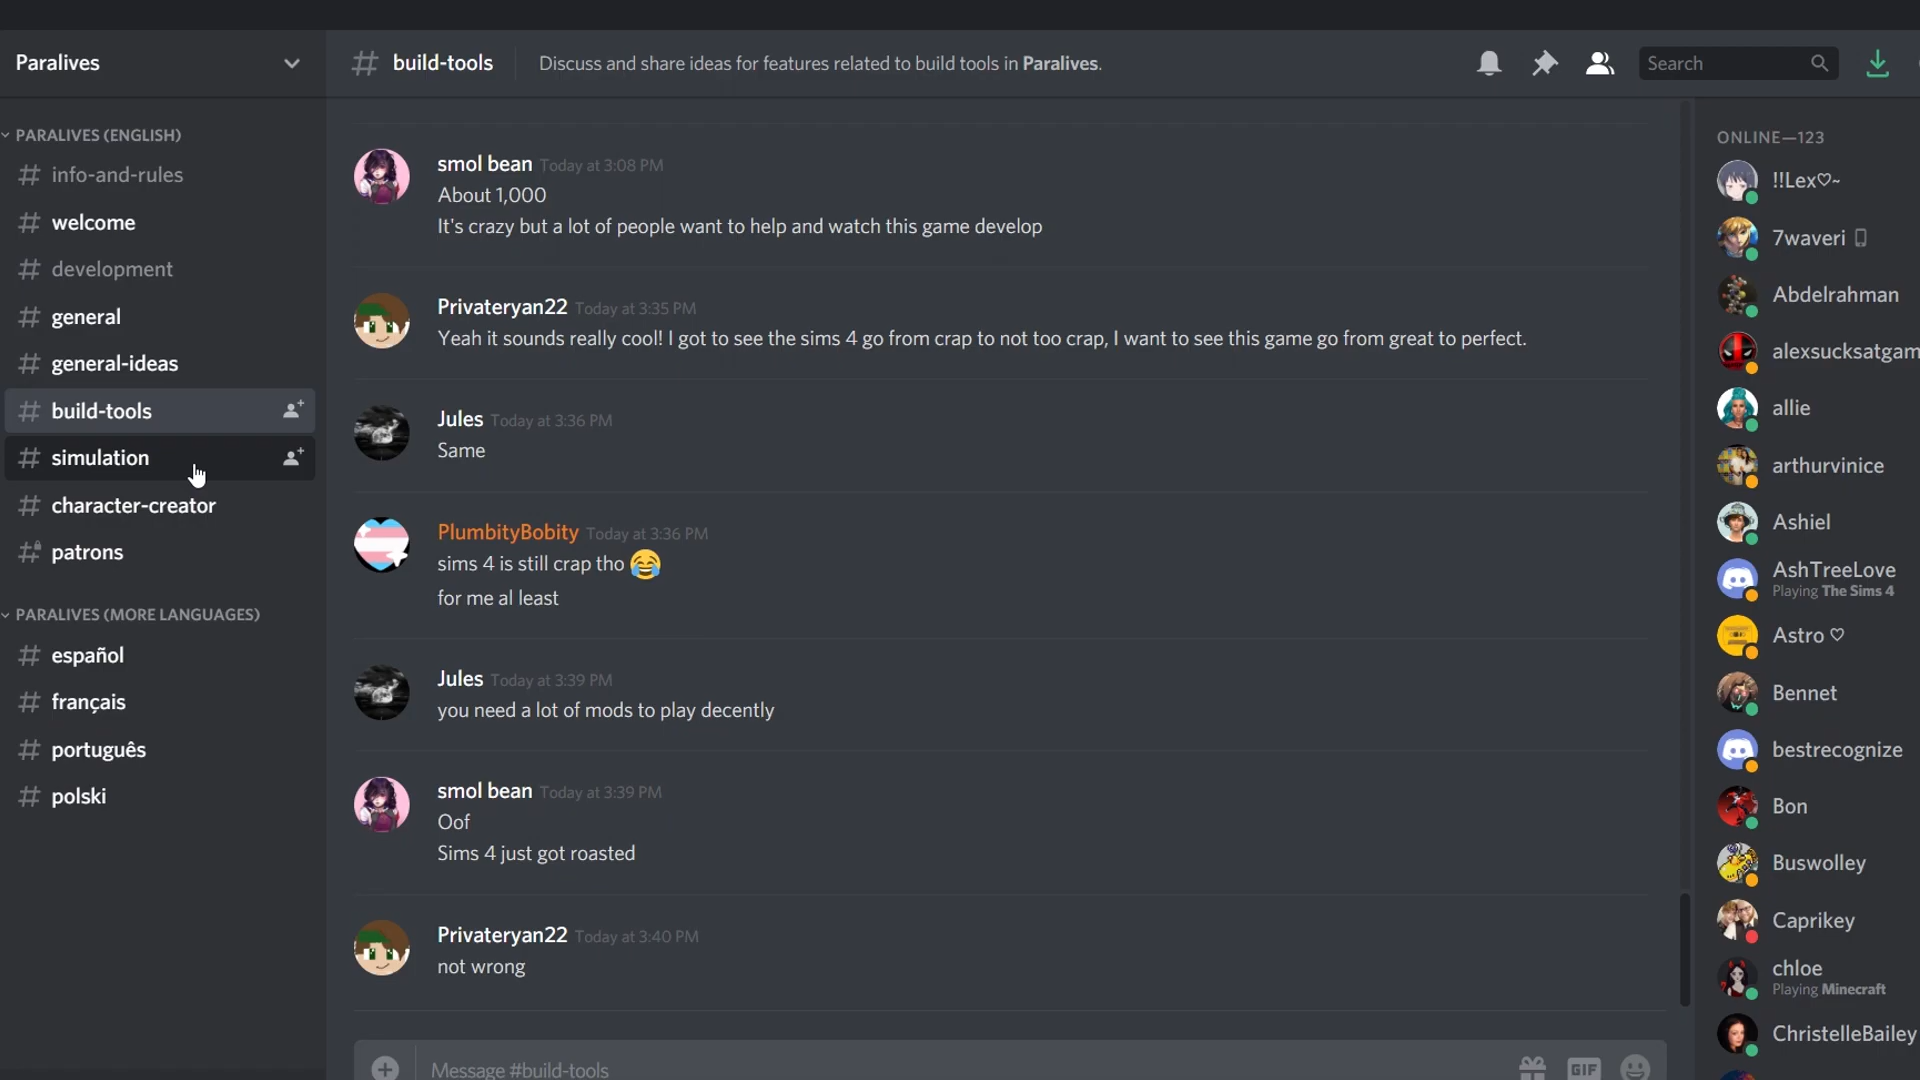 Paralives
PARALIVES (ENGLISH)
# info-and-rules
# welcome
# development
# general
# general-ideas
# build-tools
# simulation
# character-creator
# patrons
PARALIVES (MORE LANGUAGES)
# español
# français
# português
# polski
# build-tools
Discuss and share ideas for features related to build tools in Paralives.
Search
smol bean Today at 3:08 PM
About 1,000
It's crazy but a lot of people want to help and watch this game develop
Privateryan22 Today at 3:35 PM
Yeah it sounds really cool! I got to see the sims 4 go from crap to not too crap, I want to see this game go from great to perfect.
Jules Today at 3:36 PM
Same
PlumbityBobity Today at 3:36 PM
sims 4 is still crap tho 😂
for me al least
Jules Today at 3:39 PM
you need a lot of mods to play decently
smol bean Today at 3:39 PM
Oof
Sims 4 just got roasted
Privateryan22 Today at 3:40 PM
not wrong
Message #build-tools
GIF
ONLINE—123
!!Lex♡~
7waveri
Abdelrahman
alexsucksatgam
allie
arthurvinice
Ashiel
AshTreeLove
Playing The Sims 4
Astro ♡
Bennet
bestrecognize
Bon
Buswolley
Caprikey
chloe
Playing Minecraft
ChristelleBailey